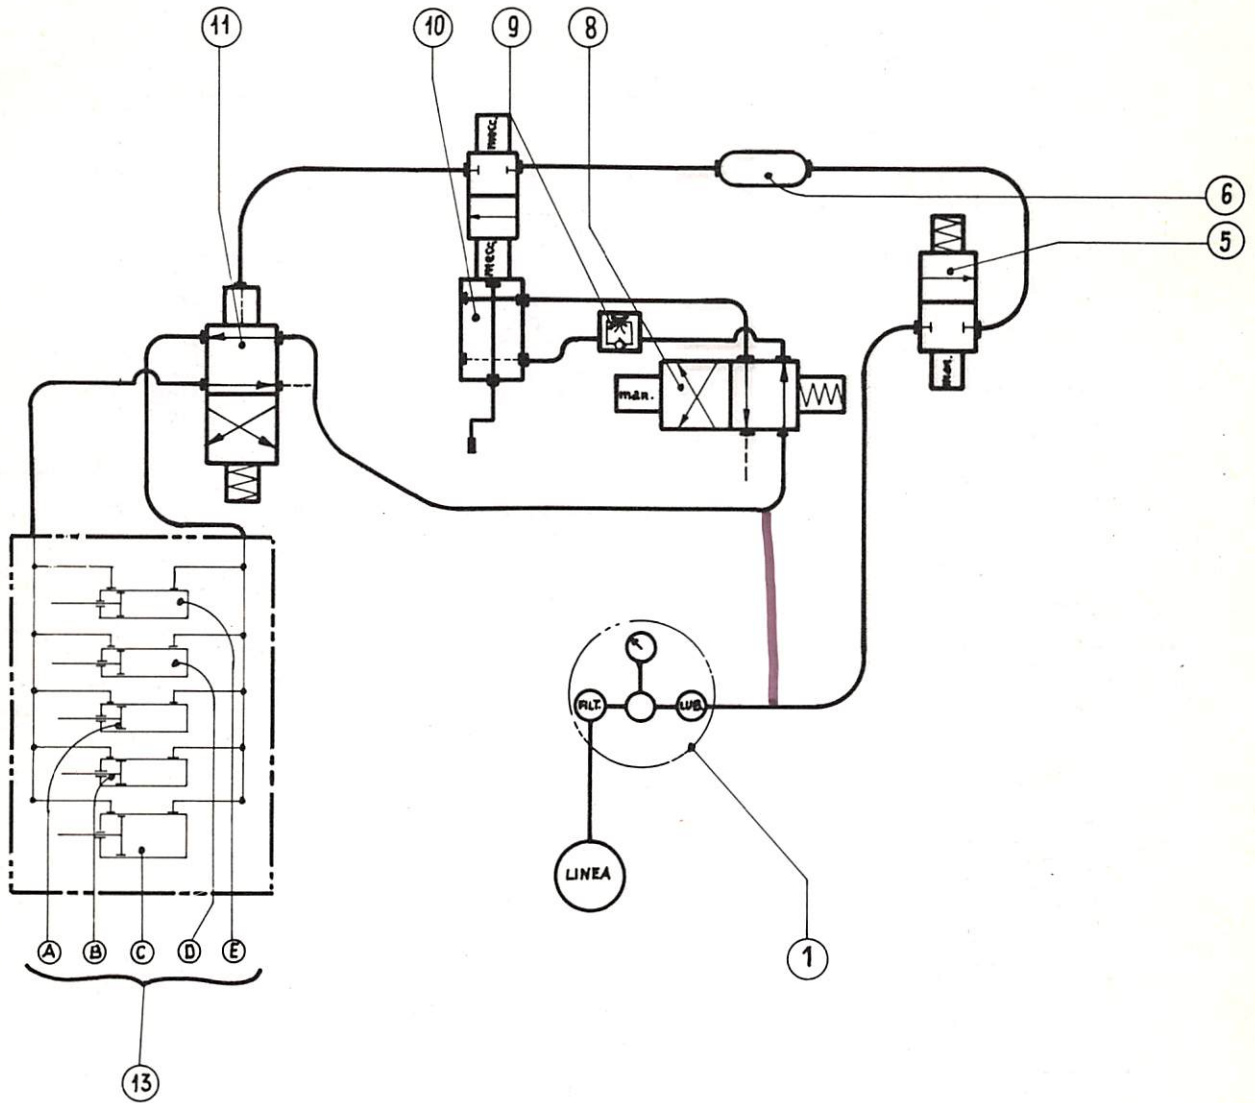 11 10 9 8
mecc.
6
5
mecc.
man.
man.
FILT. LUB.
LINEA
A B C D E
1
13